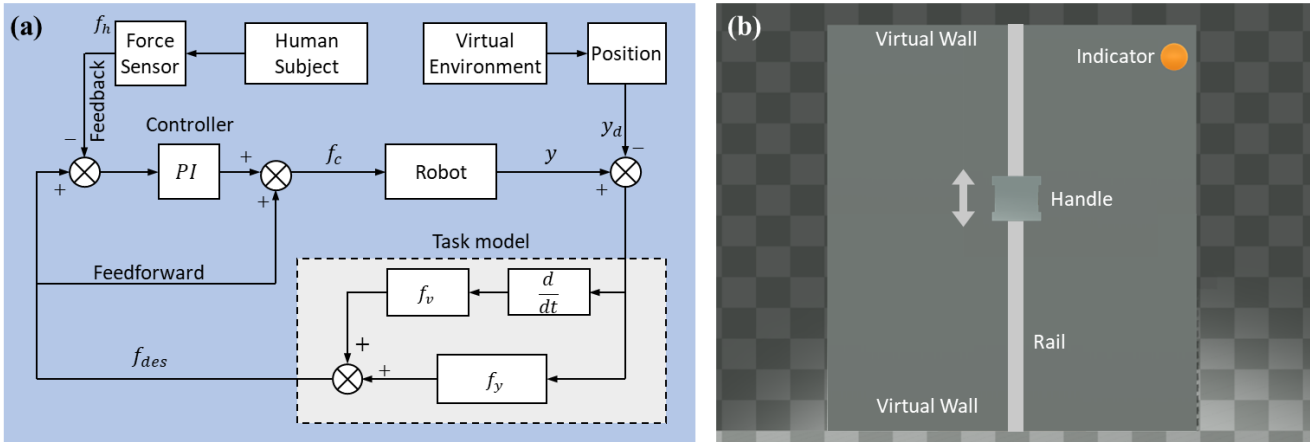 (a)
f_h
Force
Sensor
Human
Subject
Virtual
Environment
Position
Feedback
−
Controller
y_d
−
+
PI
+
+
f_c
Robot
y
+
Task model
Feedforward
f_v
d
dt
+
f_des
+
f_y
(b)
Virtual Wall
Indicator
Handle
Rail
Virtual Wall